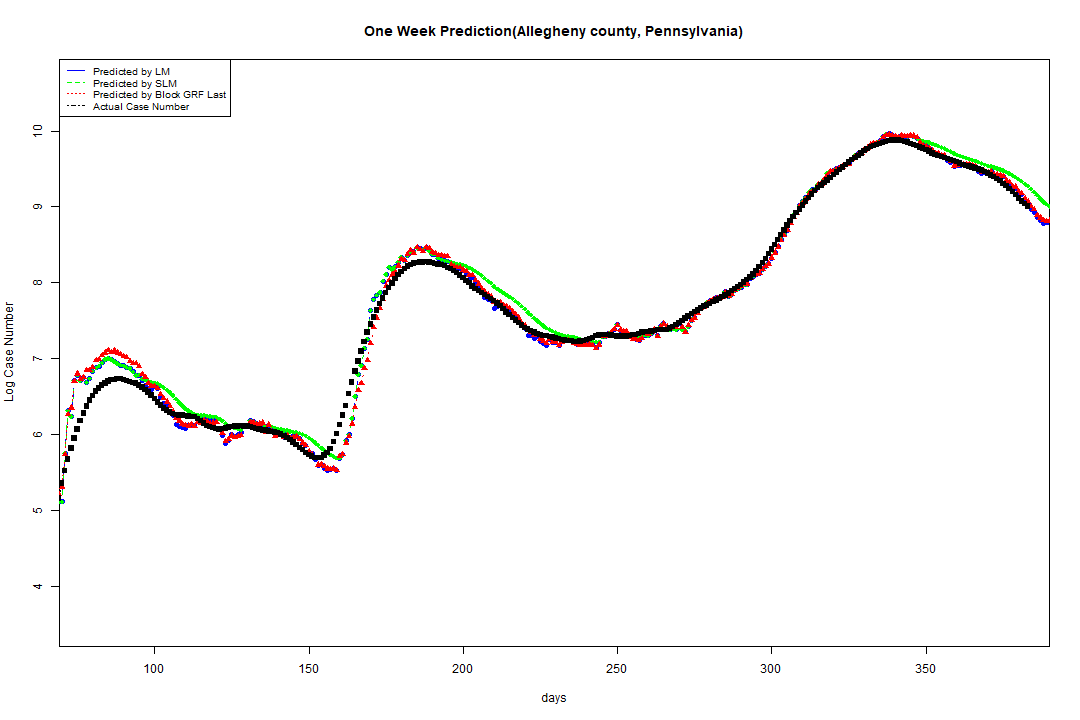 One Week Prediction(Allegheny county, Pennsylvania)
Predicted by LM
Predicted by SLM
Predicted by Block GRF Last
Actual Case Number
Log Case Number
10
9
8
7
6
5
4
100 150 200 250 300 350
days